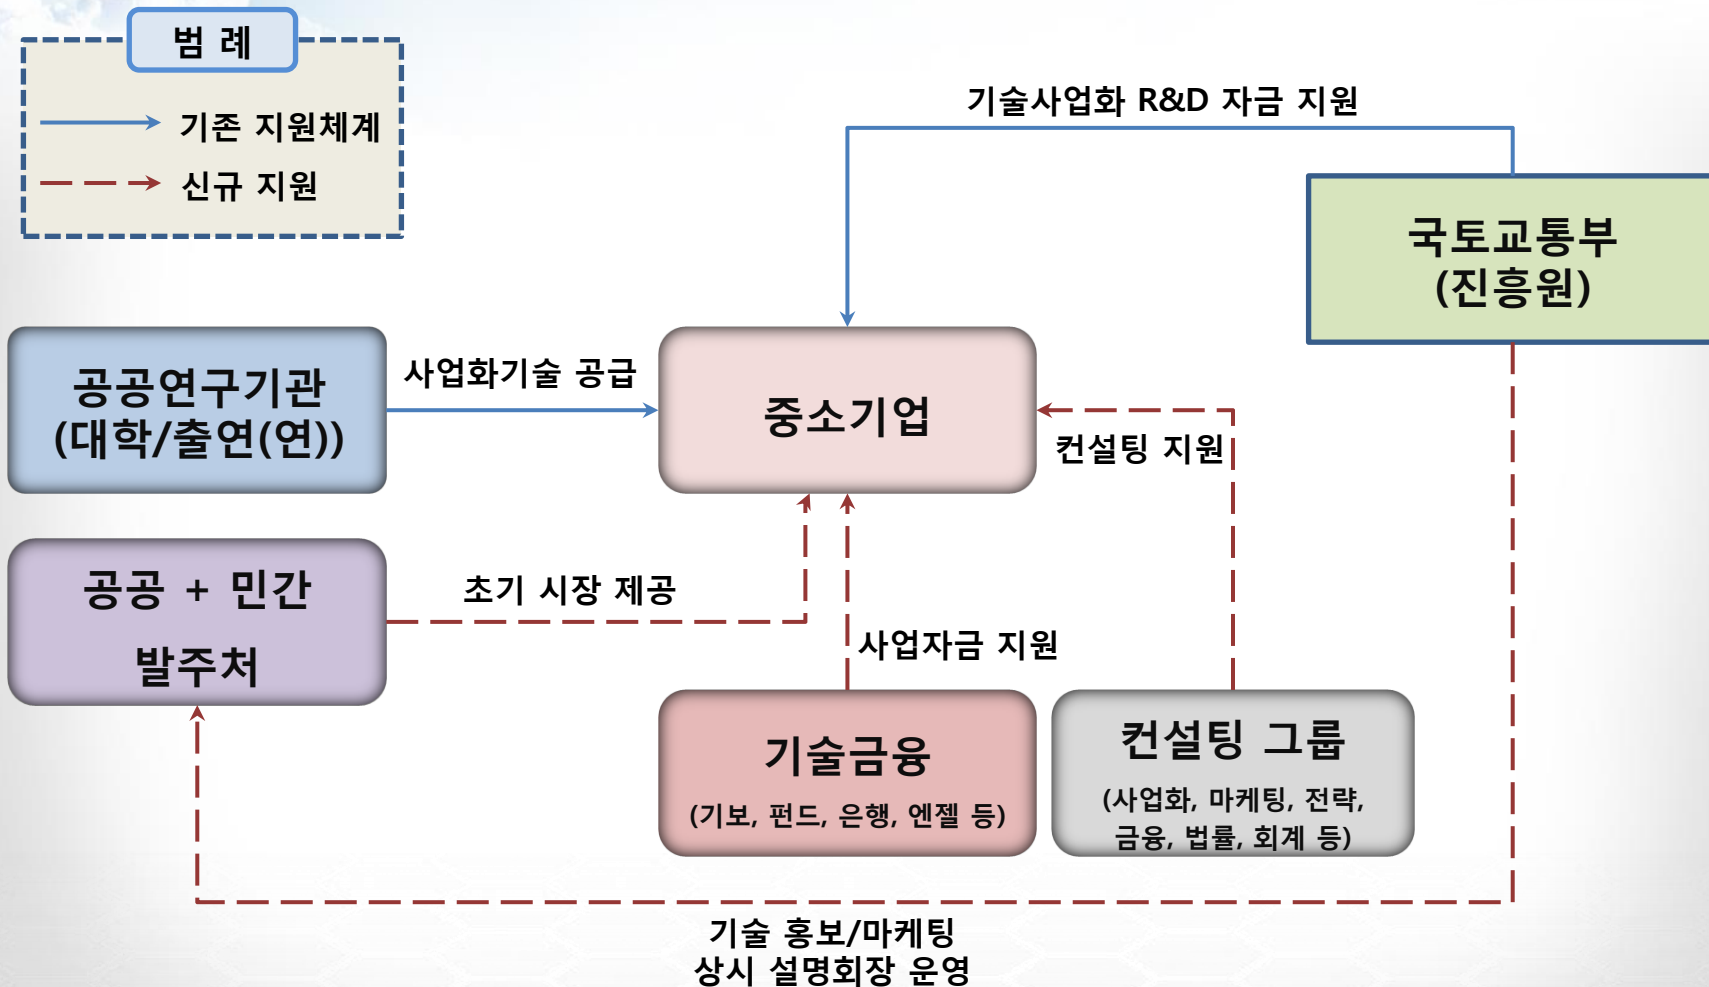 범 례
기존 지원체계
신규 지원
기술사업화 R&D 자금 지원
국토교통부
(진흥원)
공공연구기관
(대학/출연(연))
사업화기술 공급
중소기업
컨설팅 지원
공공 + 민간
발주처
초기 시장 제공
사업자금 지원
기술금융
(기보, 펀드, 은행, 엔젤 등)
컨설팅 그룹
(사업화, 마케팅, 전략,
금융, 법률, 회계 등)
기술 홍보/마케팅
상시 설명회장 운영